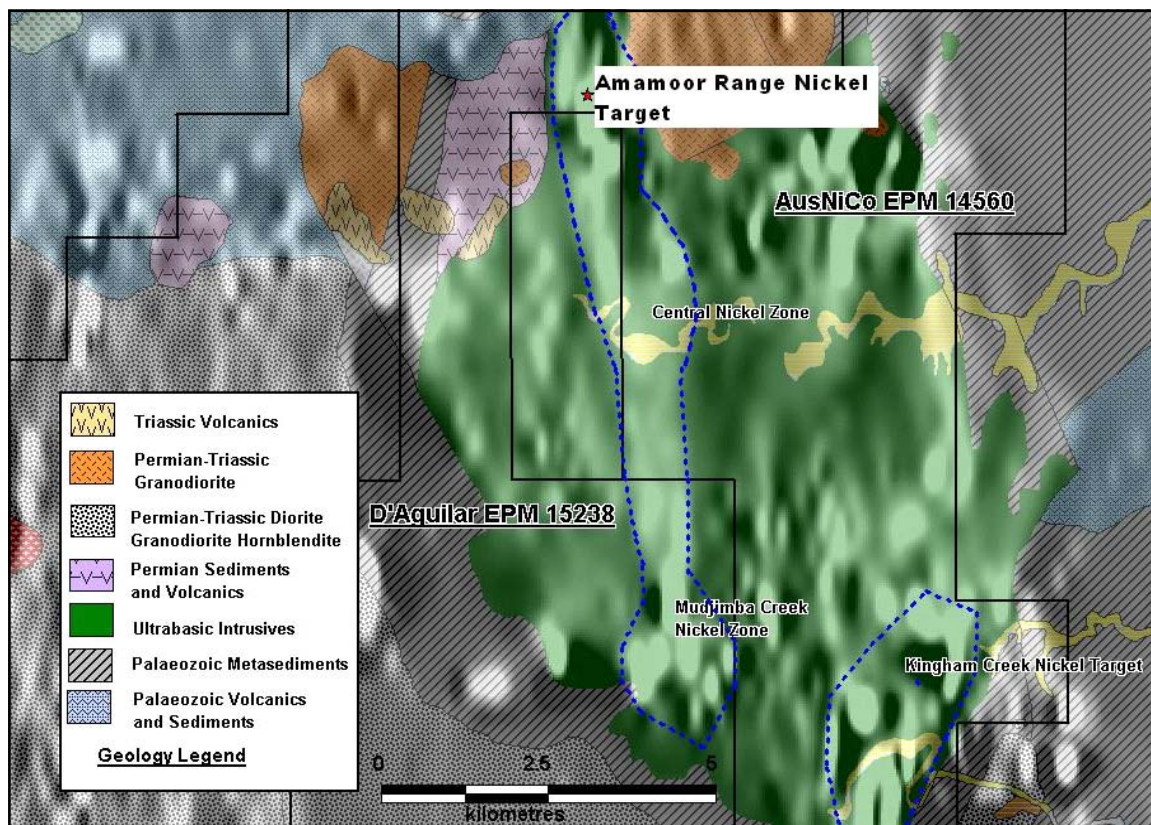 Amamoor Range Nickel
Target
AusNiCo EPM 14560
Central Nickel Zone
D'Aquilar EPM 15238
Mudjimba Creek
Nickel Zone
Kingham Creek Nickel Target
Triassic Volcanics
Permian-Triassic
Granodiorite
Permian-Triassic Diorite
Granodiorite Hornblendite
Permian Sediments
and Volcanics
Ultrabasic Intrusives
Palaeozoic Metasediments
Palaeozoic Volcanics
and Sediments
Geology Legend
0 2.5 5
kilometres